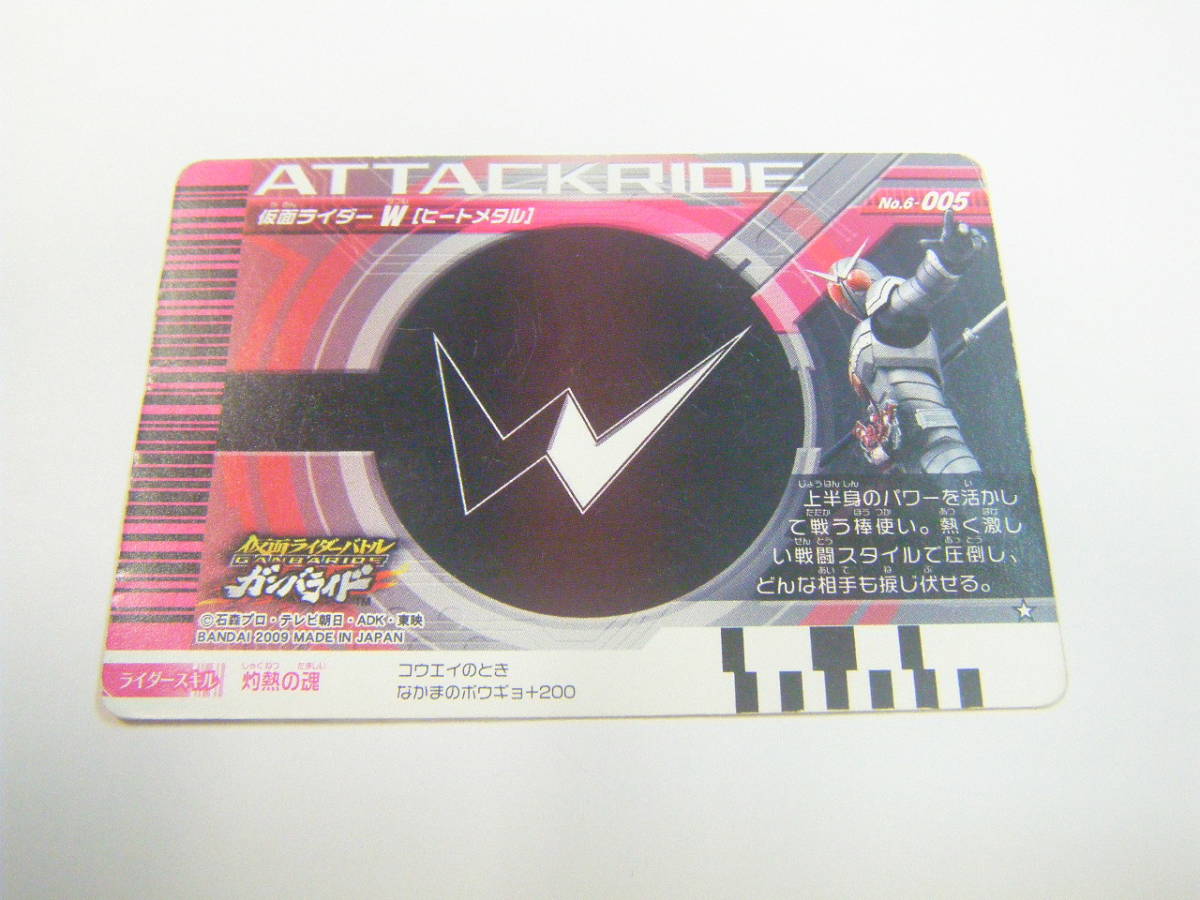 ATTACKRIDE
仮面ライダー W [ヒートメタル]
No.6-005
上半身のパワーを活かし
て戦う棒使い。熱く激し
い戦闘スタイルで圧倒し、
どんな相手も捩じ伏せる。
仮面ライダーバトル
GANBARIDE
ガンバライド
TM
©石森プロ・テレビ朝日・ADK・東映
BANDAI 2009 MADE IN JAPAN
ライダースキル 灼熱の魂
コウエイのとき
なかまのボウギョ+200